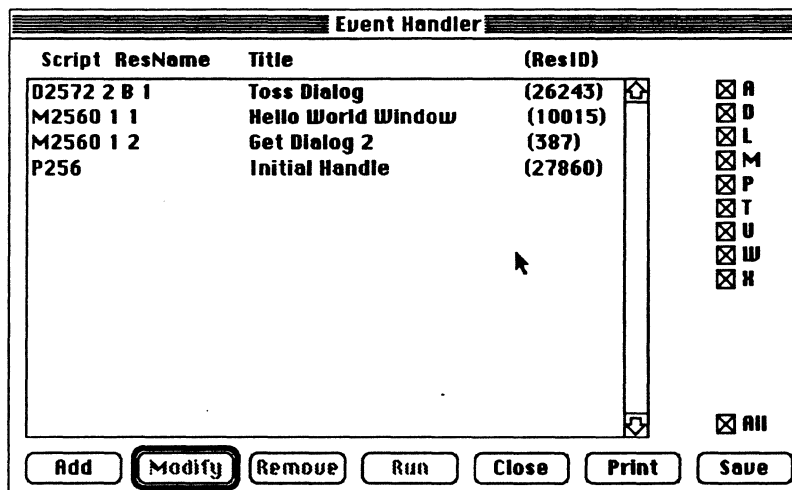 Event Handler
Script ResName Title (ResID)
D2572 2 B 1 Toss Dialog (26243)
M2560 1 1 Hello World Window (10015)
M2560 1 2 Get Dialog 2 (387)
P256 Initial Handle (27860)
A
D
L
M
P
T
U
W
X
All
Add Modify Remove Run Close Print Save